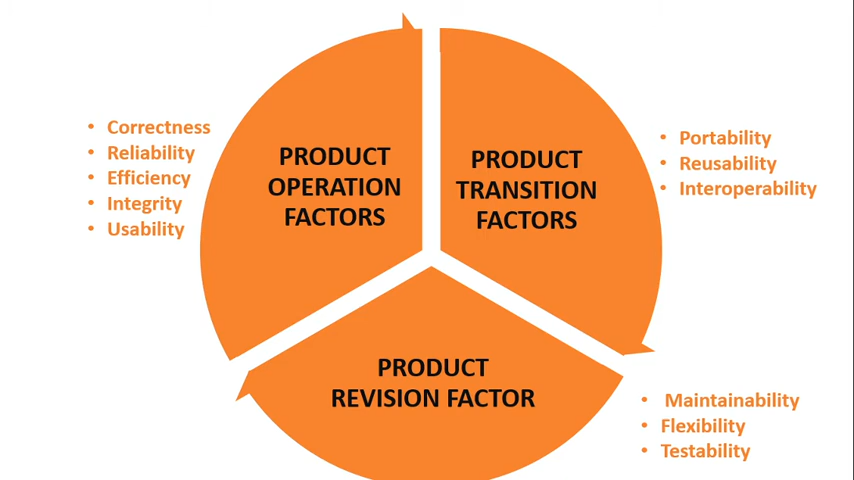 • Correctness
• Reliability
• Efficiency
• Integrity
• Usability
PRODUCT
OPERATION
FACTORS
PRODUCT
TRANSITION
FACTORS
• Portability
• Reusability
• Interoperability
PRODUCT
REVISION FACTOR
• Maintainability
• Flexibility
• Testability